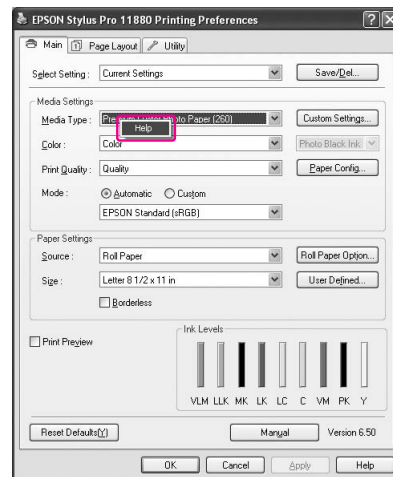 EPSON Stylus Pro 11880 Printing Preferences
Main Page Layout Utility
Select Setting : Current Settings Save/Del...
Media Settings
Media Type : Photo Paper (260) Custom Settings...
Help
Color : Color Photo Black Ink
Print Quality : Quality Paper Config...
Mode : Automatic Custom
EPSON Standard (sRGB)
Paper Settings
Source : Roll Paper Roll Paper Option...
Size : Letter 8 1/2 x 11 in User Defined...
Borderless
Print Preview
Ink Levels
VLM LLK MK LK LC C VM PK Y
Reset Defaults(Y) Manual Version 6.50
OK Cancel Apply Help